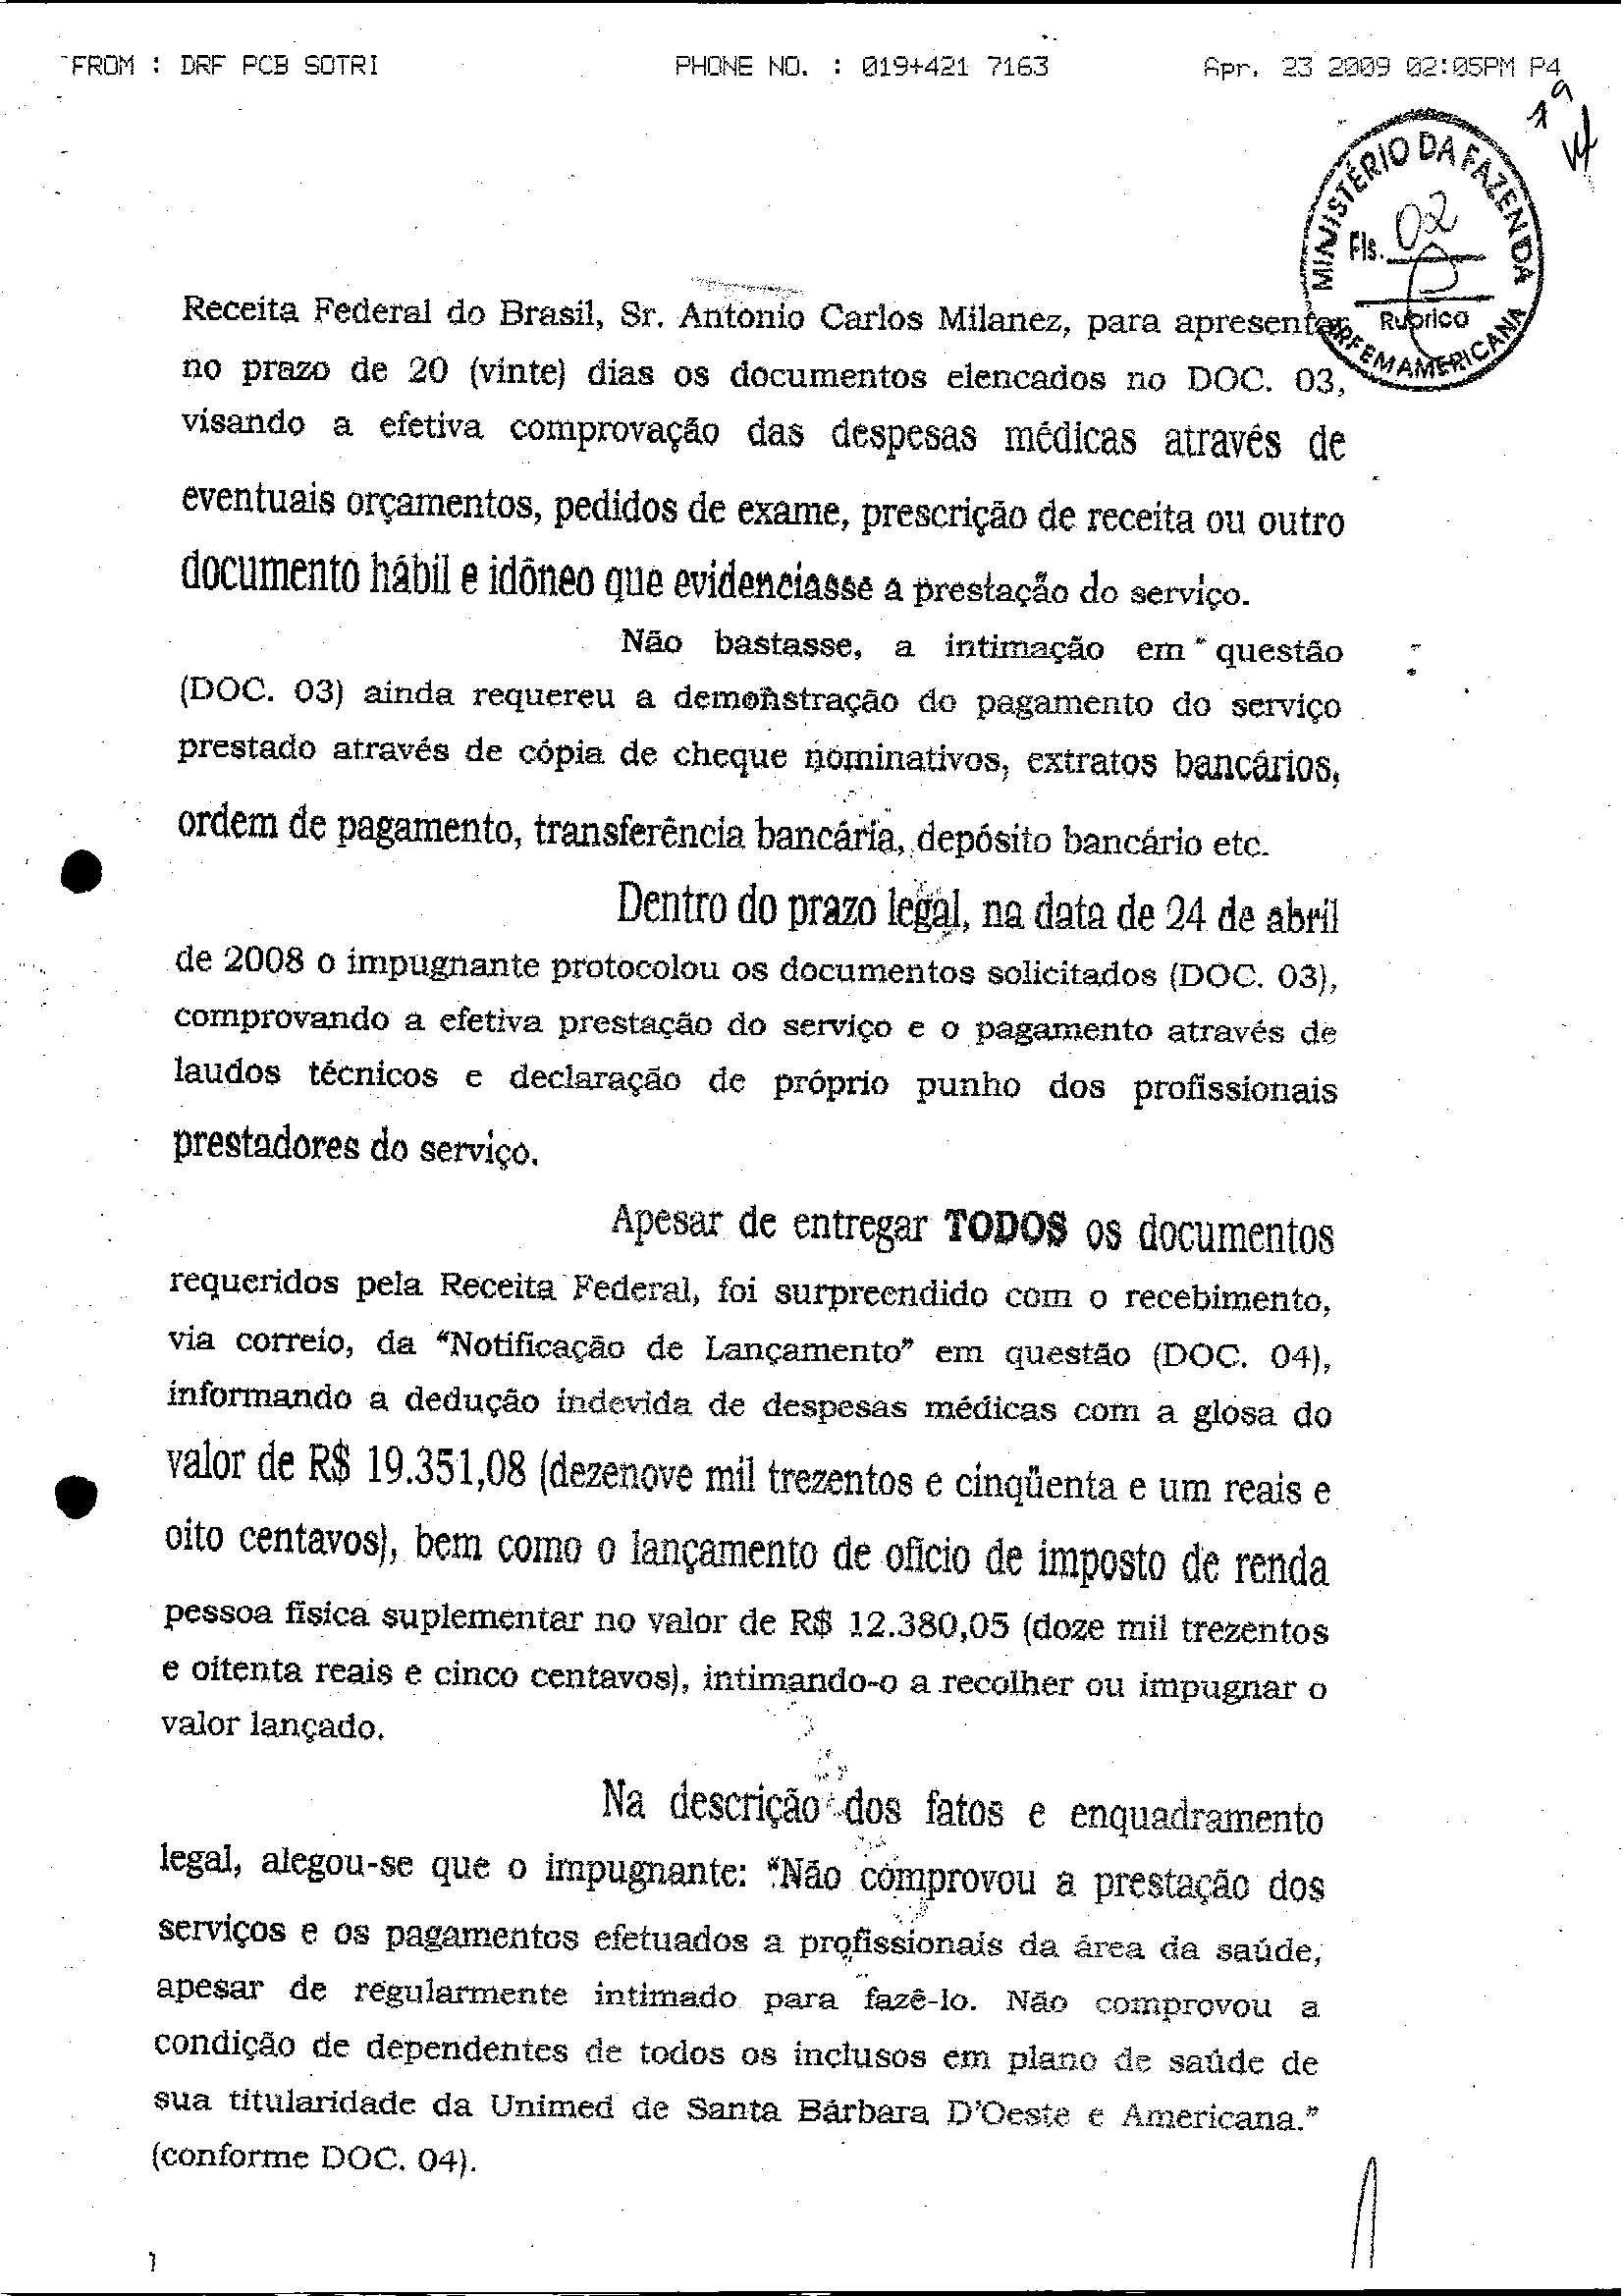 FROM : DRF PCB SOTRI PHONE NO. : 019+421 7163 Apr. 23 2009 02:05PM P4
MINISTÉRIO DA FAZENDA
Fls. 02
Rubrica
DRF EM AMERICANA
Receita Federal do Brasil, Sr. Antonio Carlos Milanez, para apresentar
no prazo de 20 (vinte) dias os documentos elencados no DOC. 03,
visando a efetiva comprovação das despesas médicas através de
eventuais orçamentos, pedidos de exame, prescrição de receita ou outro
documento hábil e idôneo que evidenciasse a prestação do serviço.
Não bastasse, a intimação em questão
(DOC. 03) ainda requereu a demonstração do pagamento do serviço
prestado através de cópia de cheque nominativos, extratos bancários,
ordem de pagamento, transferência bancária, depósito bancário etc.
Dentro do prazo legal, na data de 24 de abril
de 2008 o impugnante protocolou os documentos solicitados (DOC. 03),
comprovando a efetiva prestação do serviço e o pagamento através de
laudos técnicos e declaração de próprio punho dos profissionais
prestadores do serviço.
Apesar de entregar TODOS os documentos
requeridos pela Receita Federal, foi surpreendido com o recebimento,
via correio, da “Notificação de Lançamento” em questão (DOC. 04),
informando a dedução indevida de despesas médicas com a glosa do
valor de R$ 19.351,08 (dezenove mil trezentos e cinqüenta e um reais e
oito centavos), bem como o lançamento de ofício de imposto de renda
pessoa física suplementar no valor de R$ 12.380,05 (doze mil trezentos
e oitenta reais e cinco centavos), intimando-o a recolher ou impugnar o
valor lançado.
Na descrição dos fatos e enquadramento
legal, alegou-se que o impugnante: “Não comprovou a prestação dos
serviços e os pagamentos efetuados a profissionais da área da saúde,
apesar de regularmente intimado para fazê-lo. Não comprovou a
condição de dependentes de todos os inclusos em plano de saúde de
sua titularidade da Unimed de Santa Bárbara D'Oeste e Americana.”
(conforme DOC. 04).